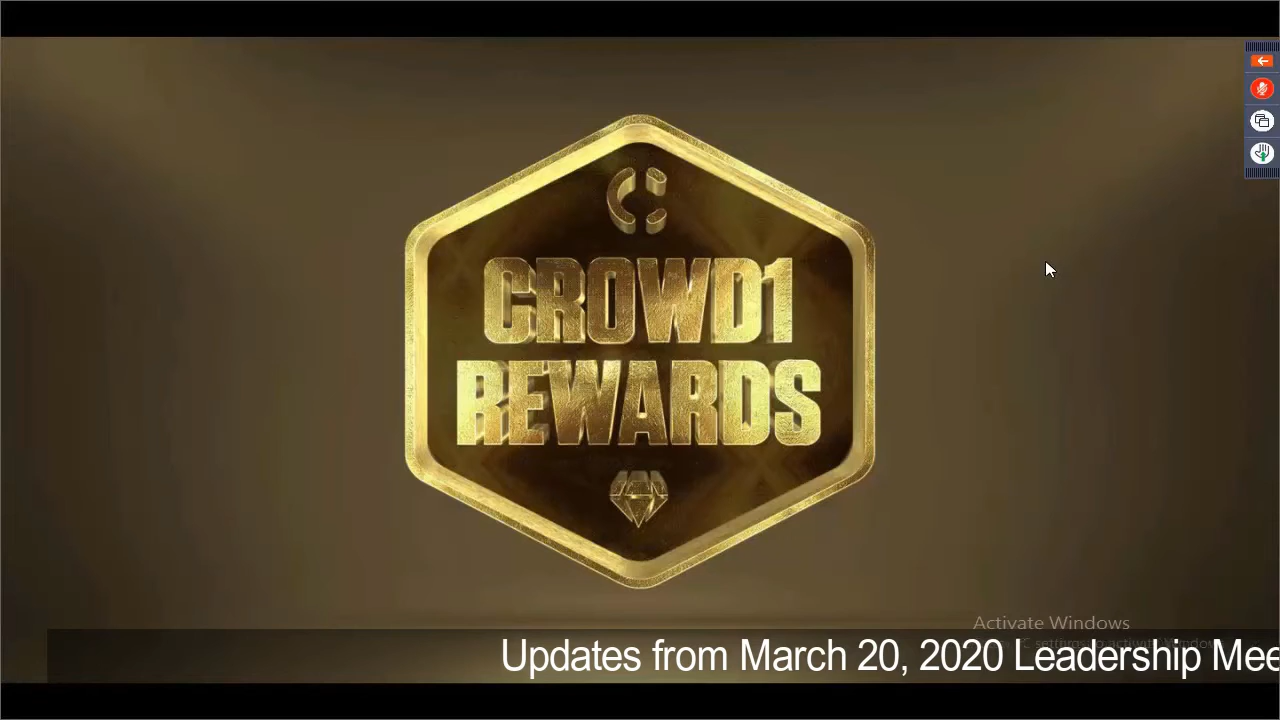 CROWD1
REWARDS
Activate Windows
Updates from March 20, 2020 Leadership Mee